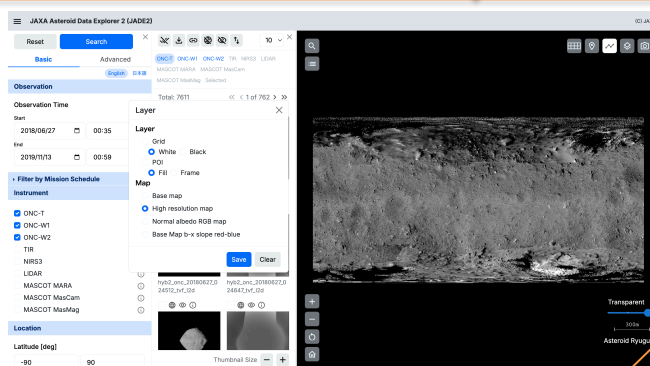 JAXA Asteroid Data Explorer 2 (JADE2)
(C) JA
Reset
Search
10
Basic
Advanced
ONC-T ONC-W1 ONC-W2 TIR NIRS3 LIDAR
MASCOT MARA MASCOT MasCam
MASCOT MasMag Selected
English 日本語
Observation
Total: 7611
1 of 762
Observation Time
Start
2018/06/27
00:35
End
2019/11/13
00:59
Filter by Mission Schedule
Instrument
ONC-T
ONC-W1
ONC-W2
TIR
NIRS3
LIDAR
MASCOT MARA
MASCOT MasCam
MASCOT MasMag
Location
Latitude [deg]
-90
90
Layer
Layer
Grid
White
Black
POI
Fill
Frame
Map
Base map
High resolution map
Normal albedo RGB map
Base Map b-x slope red-blue
Save
Clear
hyb2_onc_20180627_0
24512_tvf_l2d
hyb2_onc_20180627_0
24647_tvf_l2d
Thumbnail Size
Transparent
300m
Asteroid Ryugu